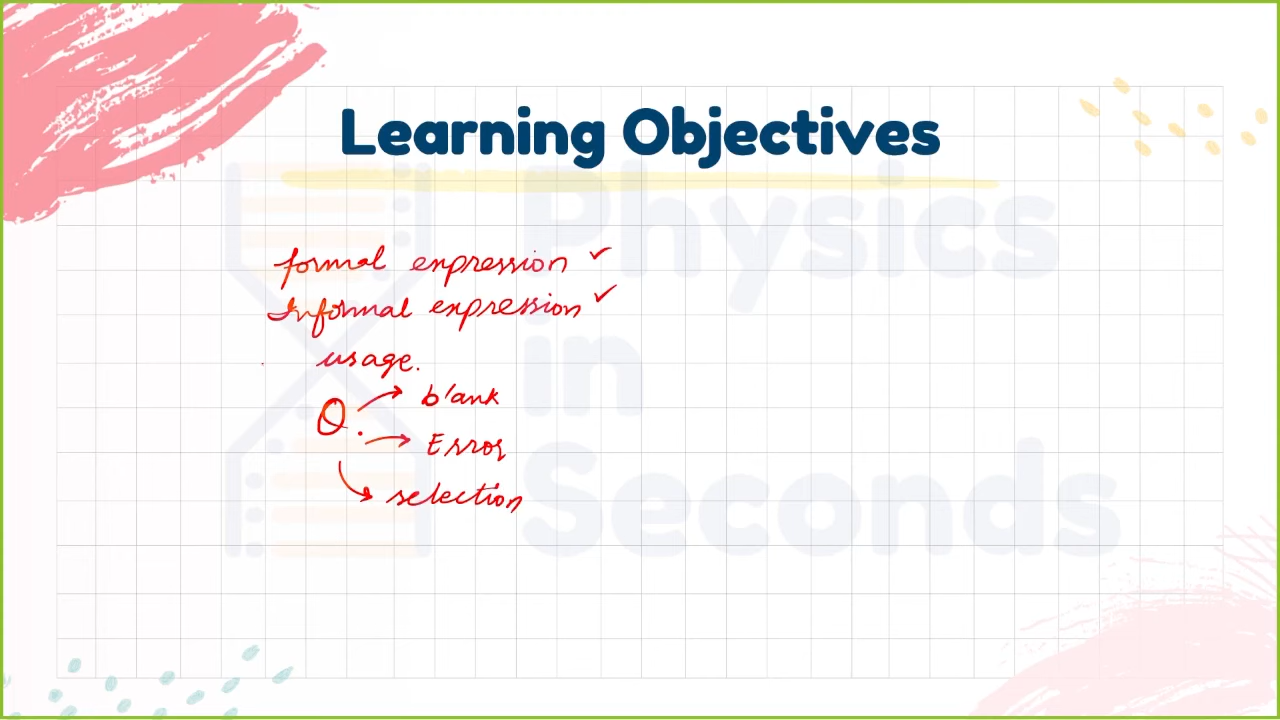 Learning Objectives
Physics
in
Seconds
formal expression ✓
Informal expression ✓
usage.
Q. → blank
→ Error
→ selection